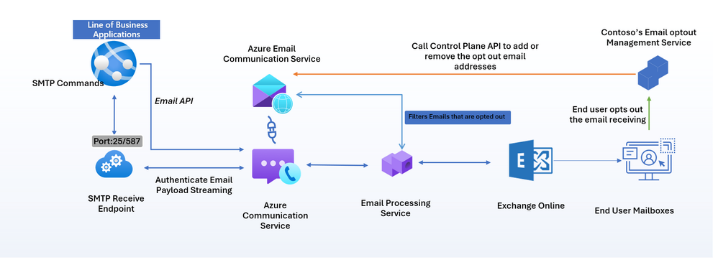 Line of Business
Applications
SMTP Commands
Email API
Port:25/587
SMTP Receive
Endpoint
Authenticate Email
Payload Streaming
Azure Email
Communication Service
Azure
Communication
Service
Call Control Plane API to add or
remove the opt out email
addresses
Filters Emails that are opted out
Email Processing
Service
Exchange Online
Contoso's Email optout
Management Service
End user opts out
the email receiving
End User Mailboxes